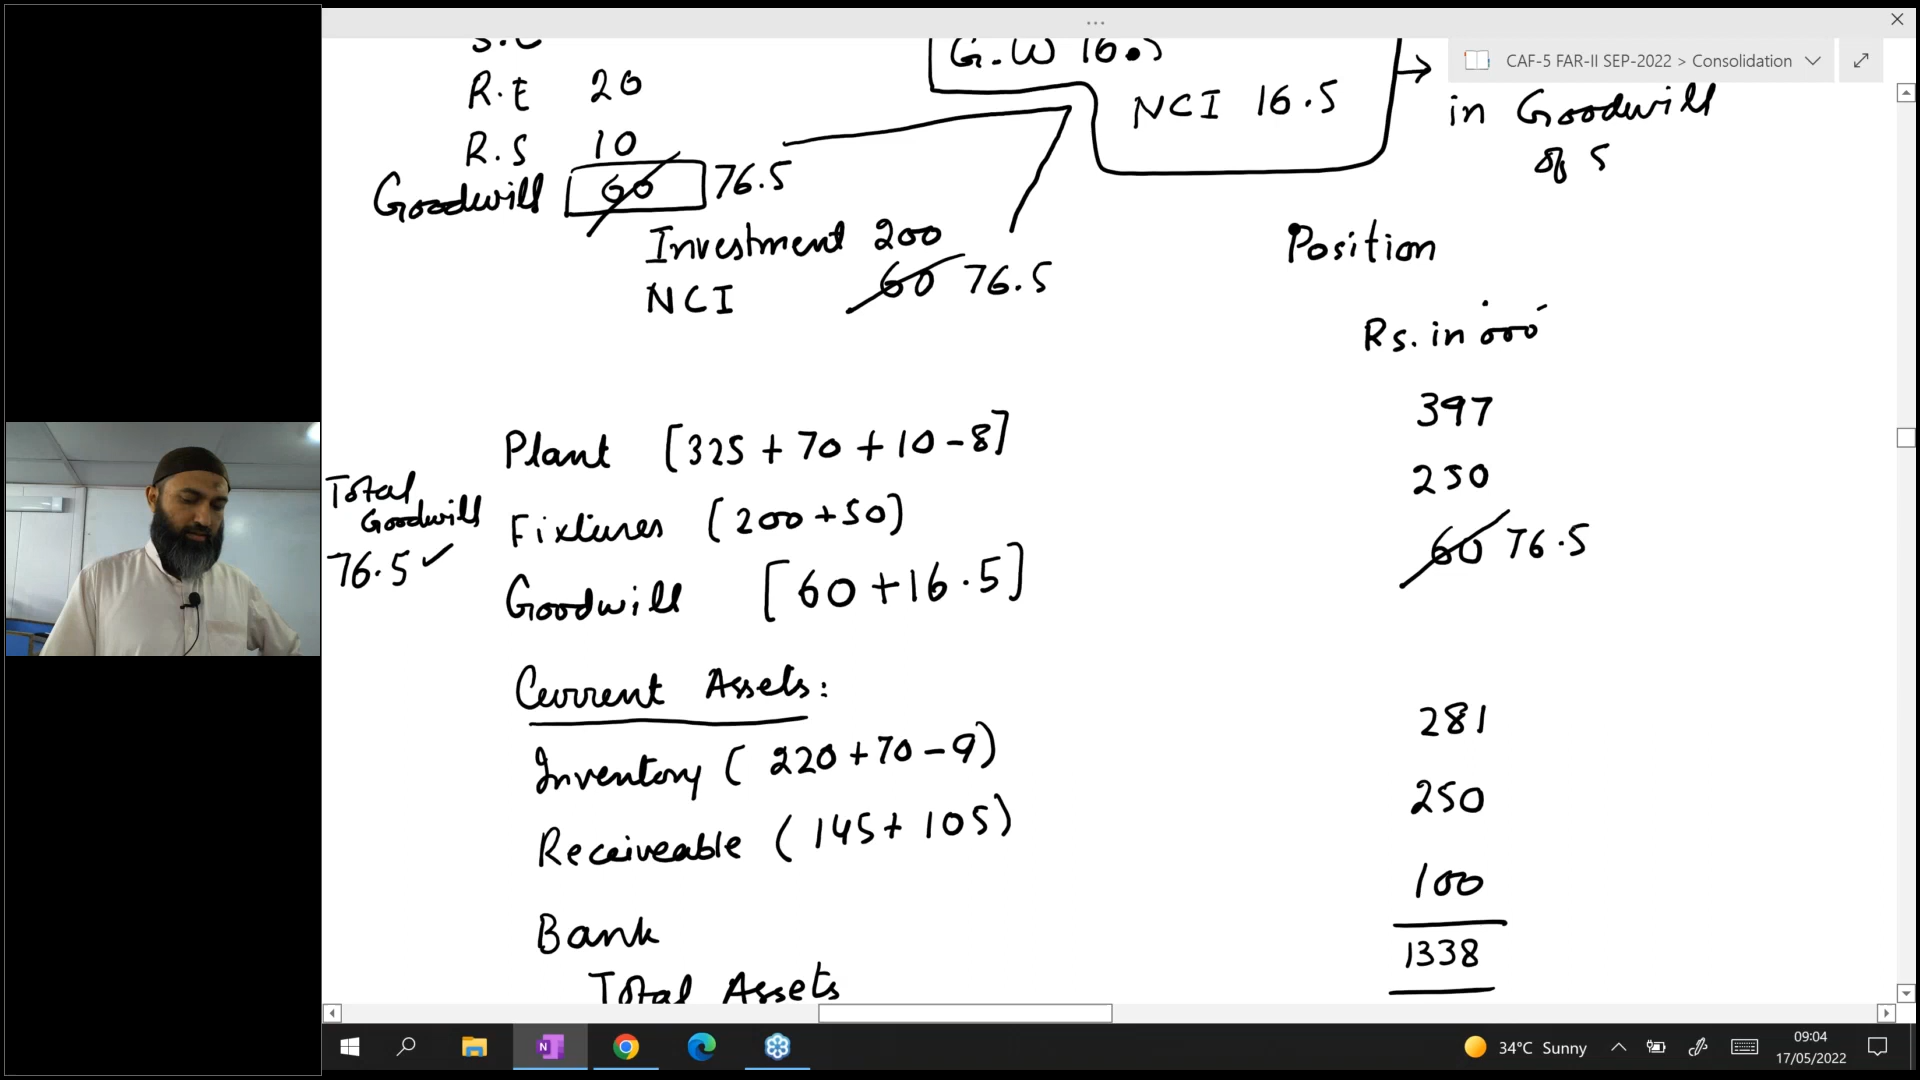 G.W 16.5
CAF-5 FAR-II SEP-2022 > Consolidation
R.E 20
NCI 16.5
in Goodwill
of S
R.S 10
Goodwill 60 76.5
Investment 200
NCI 60 76.5
Position
Rs. in 000
Plant [325 + 70 + 10 - 8] 397
Total
Goodwill
76.5 ✓
Fixtures (200 + 50) 250
Goodwill [60 + 16.5] 60 76.5
Current Assets:
Inventory (220 + 70 - 9) 281
Receiveable (145 + 105) 250
Bank 100
Total Assets 1338
34°C Sunny
09:04
17/05/2022